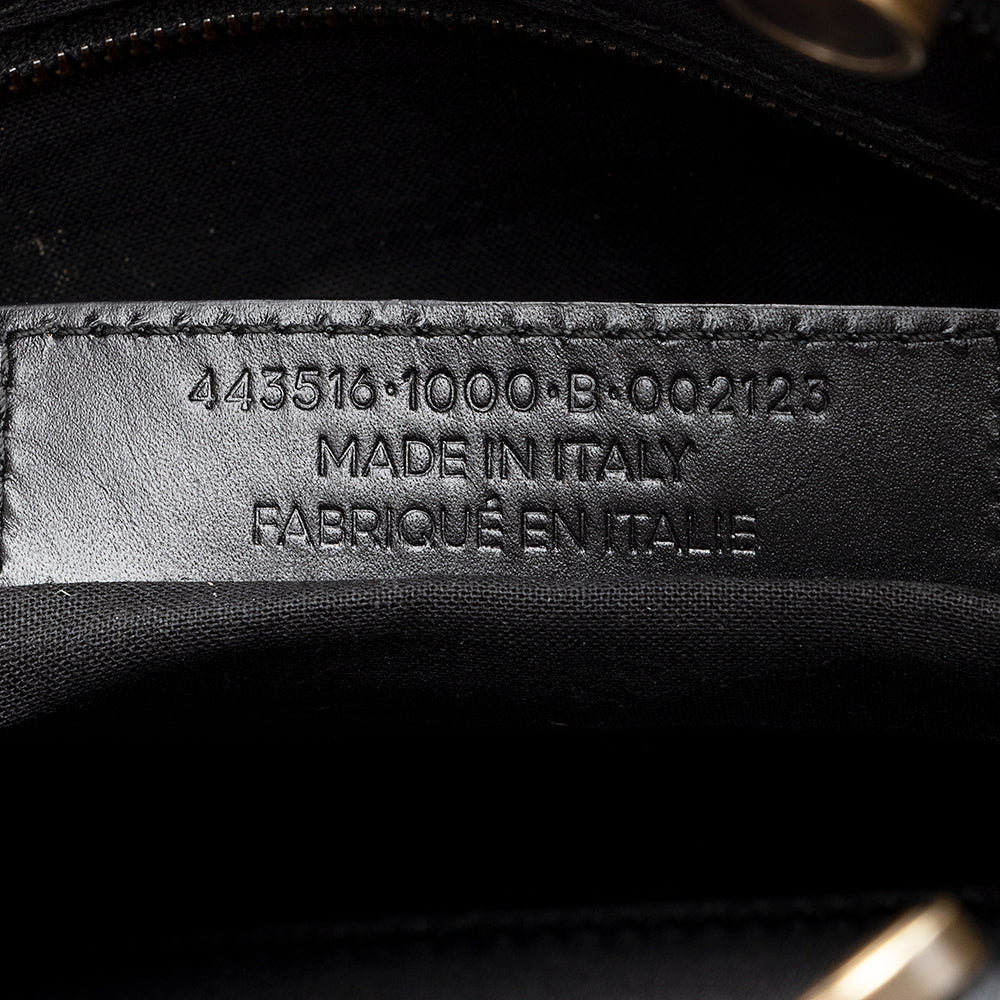 443516•1000•B•002123
MADE IN ITALY
FABRIQUÉ EN ITALIE